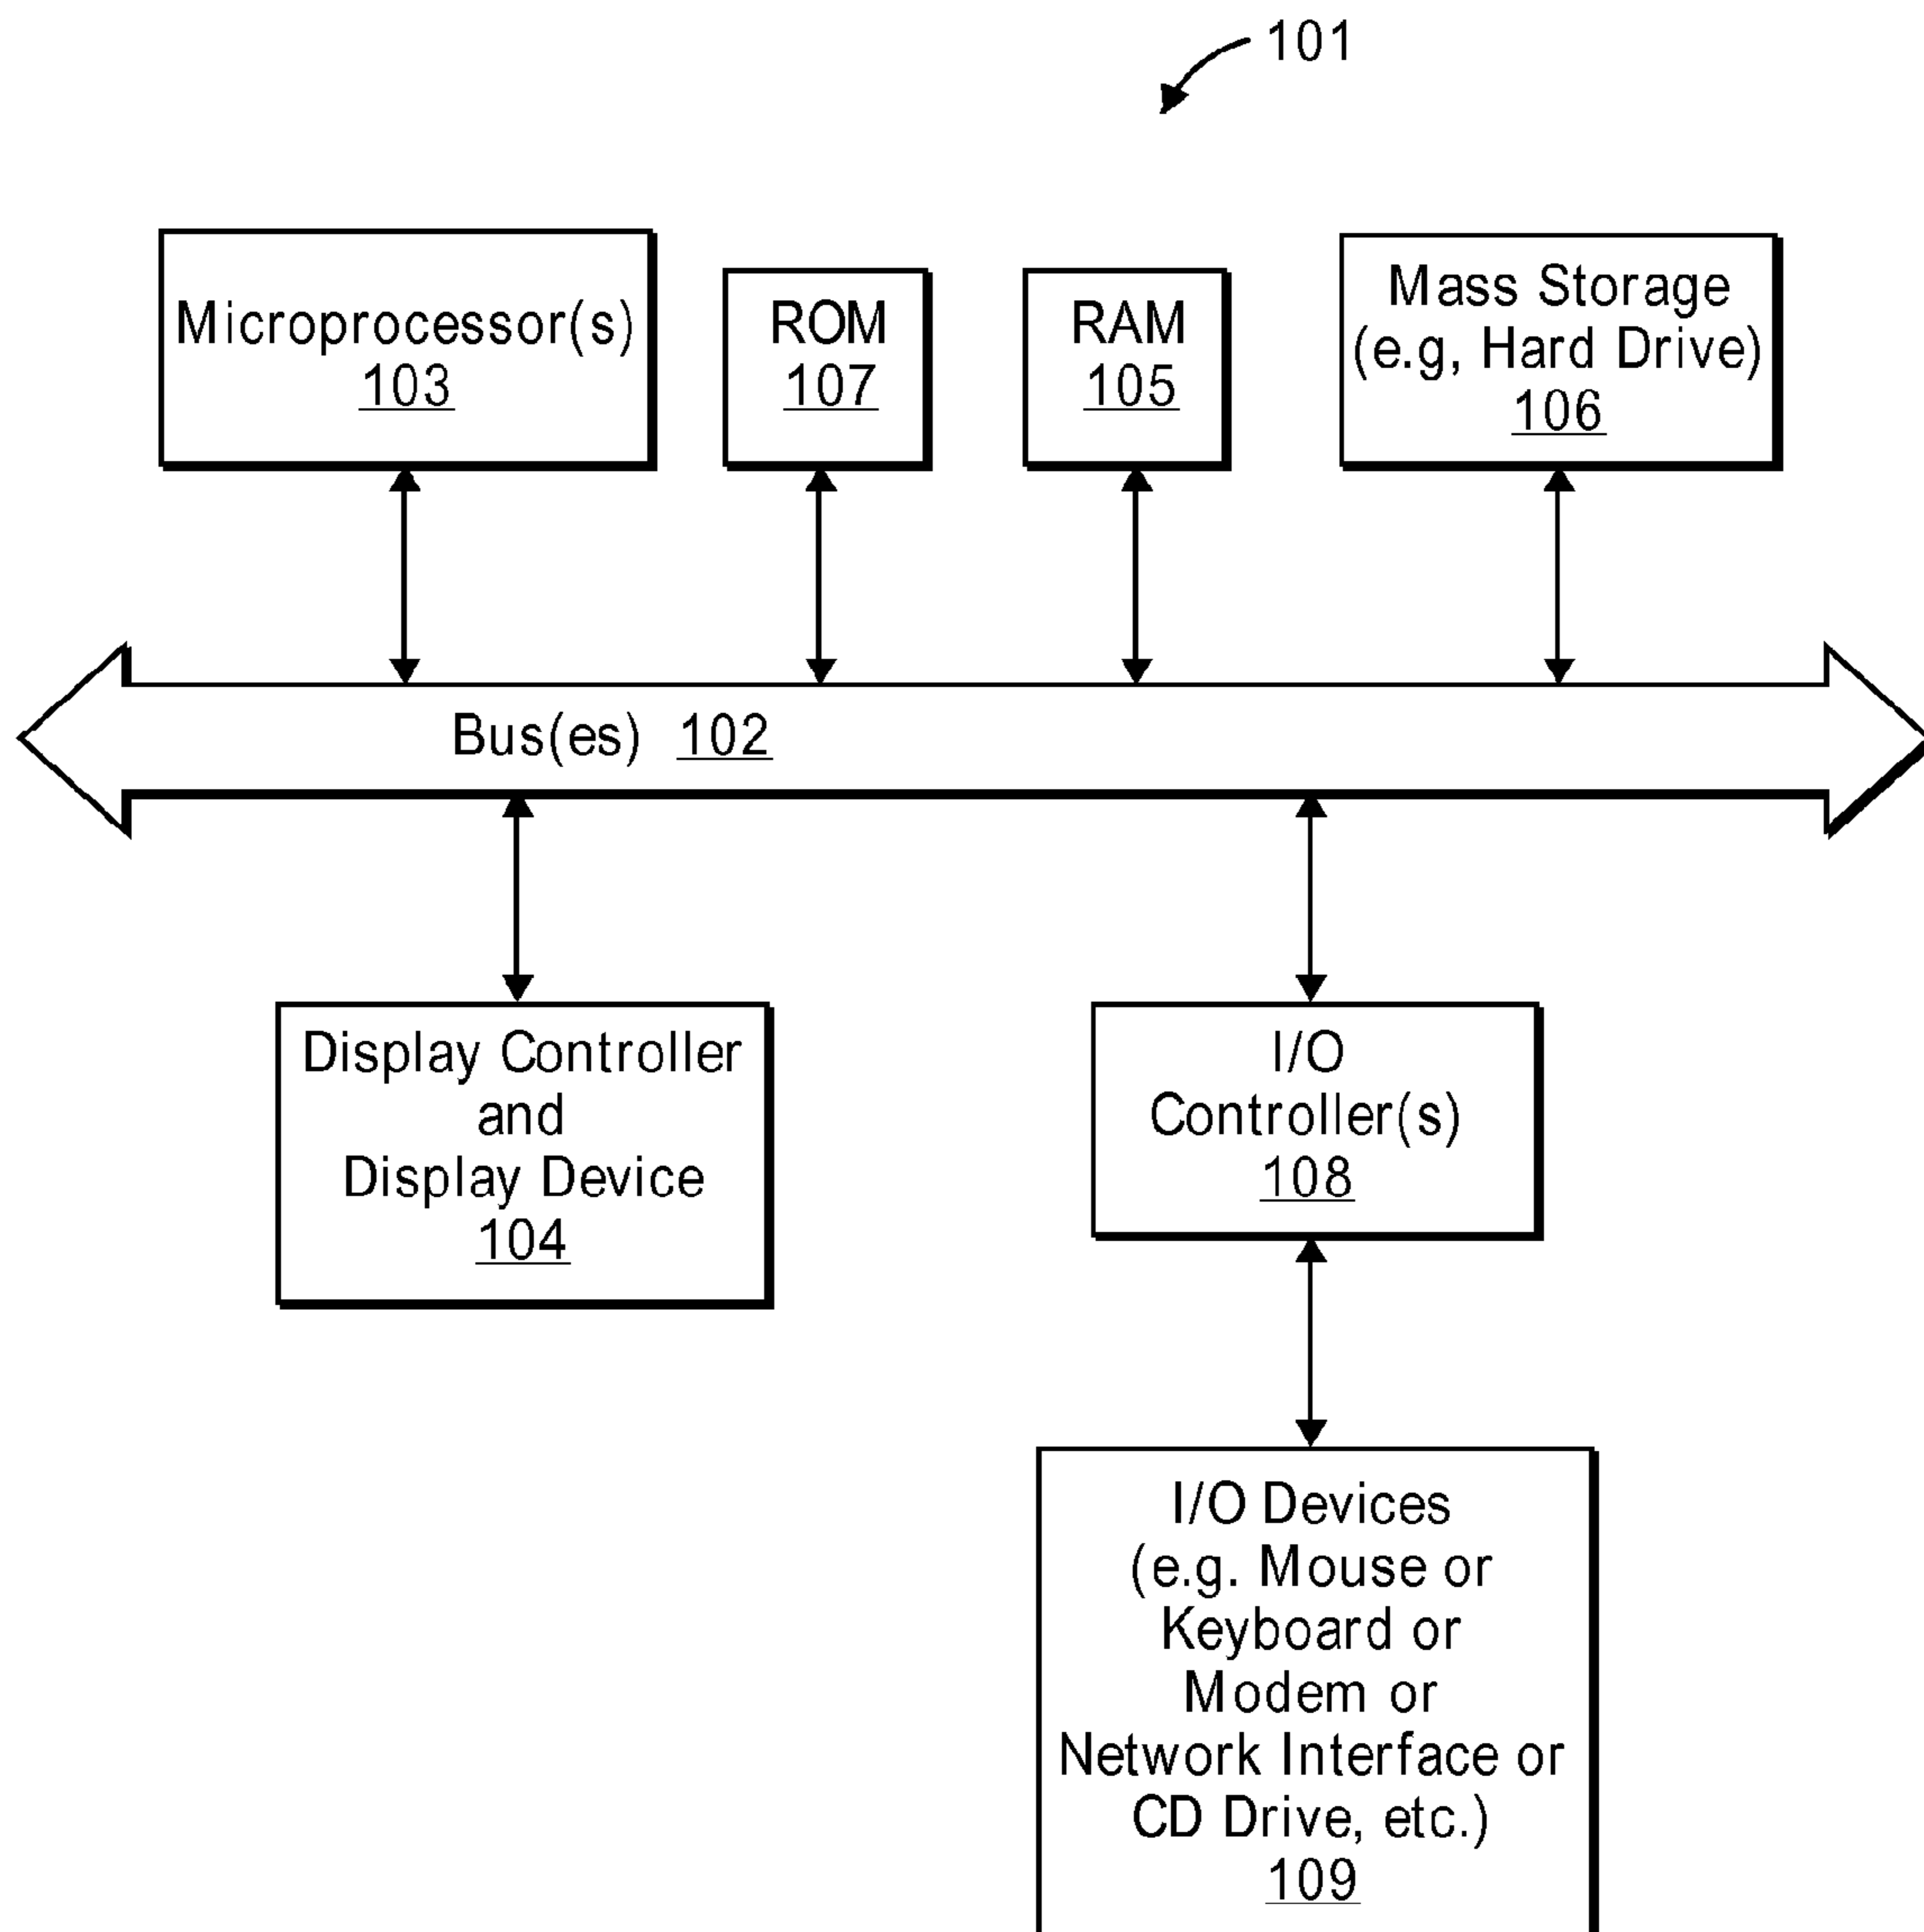 101
Microprocessor(s)
103
ROM
107
RAM
105
Mass Storage
(e.g, Hard Drive)
106
Bus(es) 102
Display Controller
and
Display Device
104
I/O
Controller(s)
108
I/O Devices
(e.g. Mouse or
Keyboard or
Modem or
Network Interface or
CD Drive, etc.)
109